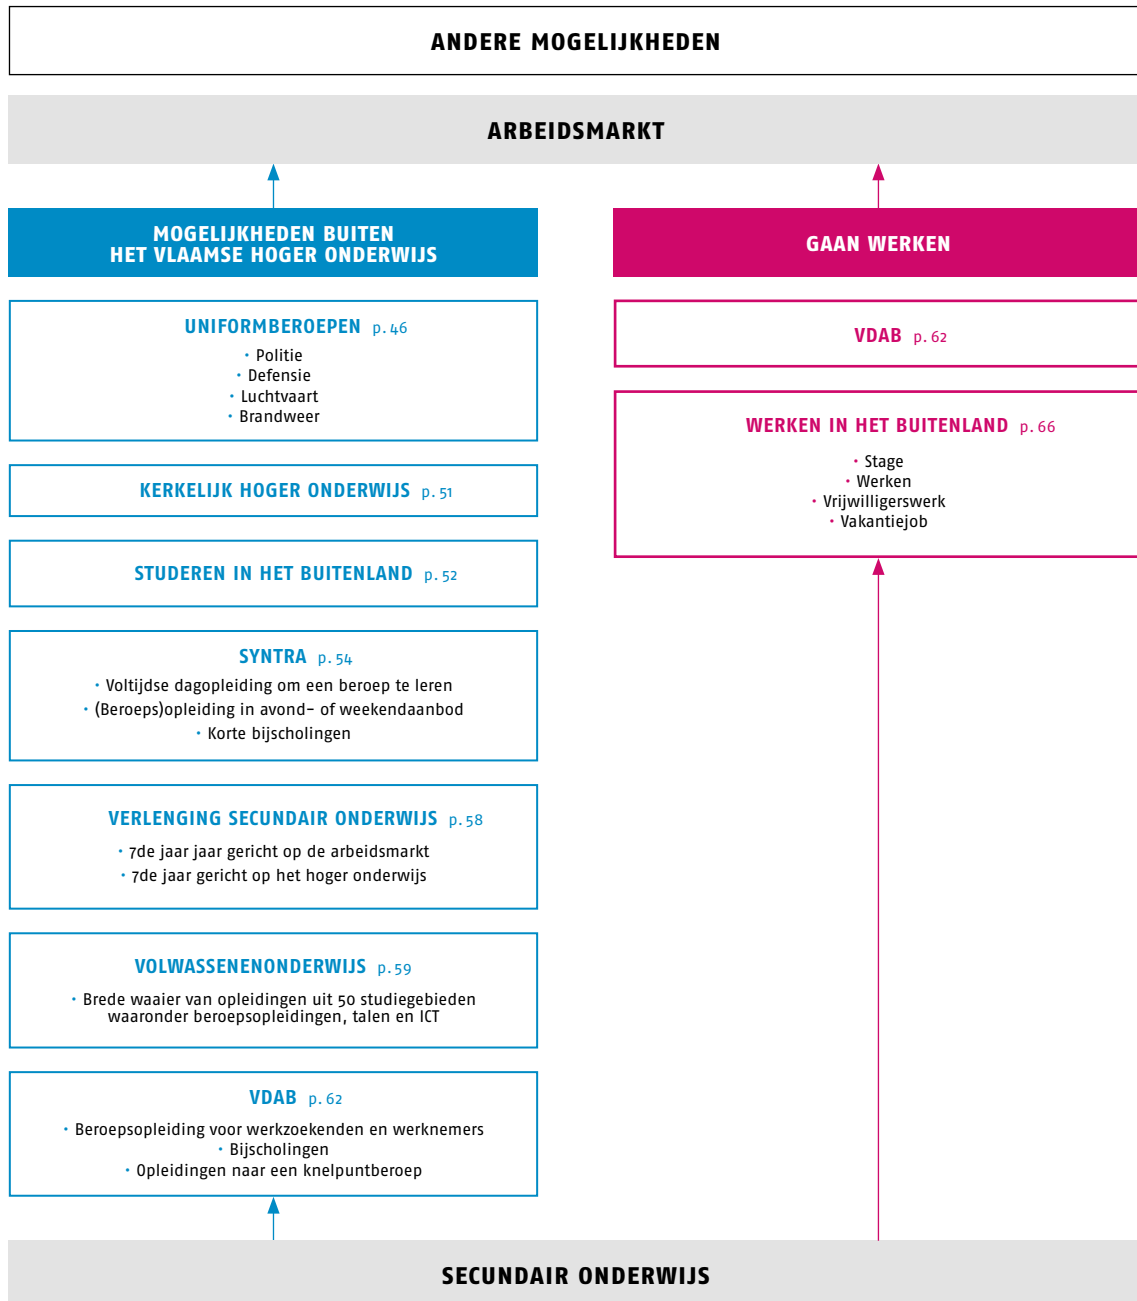 ANDERE MOGELIJKHEDEN
ARBEIDSMARKT
MOGELIJKHEDEN BUITEN
HET VLAAMSE HOGER ONDERWIJS
UNIFORMBEROEPEN p. 46
• Politie
• Defensie
• Luchtvaart
• Brandweer
KERKELIJK HOGER ONDERWIJS p. 51
STUDEREN IN HET BUITENLAND p. 52
SYNTRA p. 54
• Voltijdse dagopleiding om een beroep te leren
• (Beroeps)opleiding in avond- of weekendaanbod
• Korte bijscholingen
VERLENGING SECUNDAIR ONDERWIJS p. 58
• 7de jaar jaar gericht op de arbeidsmarkt
• 7de jaar gericht op het hoger onderwijs
VOLWASSENENONDERWIJS p. 59
• Brede waaier van opleidingen uit 50 studiegebieden
waaronder beroepsopleidingen, talen en ICT
VDAB p. 62
• Beroepsopleiding voor werkzoekenden en werknemers
• Bijscholingen
• Opleidingen naar een knelpuntberoep
GAAN WERKEN
VDAB p. 62
WERKEN IN HET BUITENLAND p. 66
• Stage
• Werken
• Vrijwilligerswerk
• Vakantiejob
SECUNDAIR ONDERWIJS